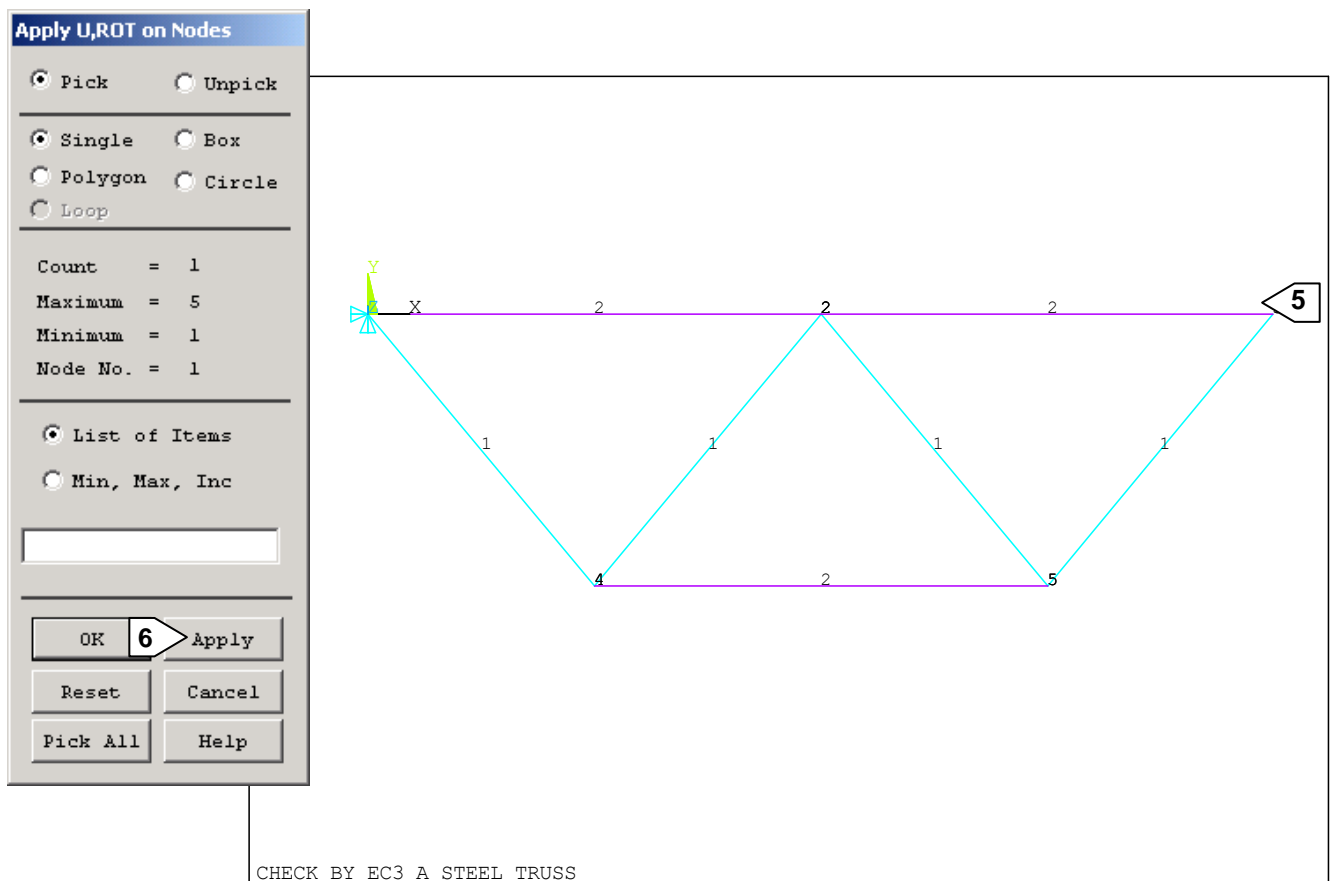 Apply U,ROT on Nodes
Pick Unpick
Single Box
Polygon Circle
Loop
Count = 1
Maximum = 5
Minimum = 1
Node No. = 1
List of Items
Min, Max, Inc
OK 6 Apply
Reset Cancel
Pick All Help
Y
Z X 2 2 2 5
1 1 1 1
4 2 5
CHECK BY EC3 A STEEL TRUSS